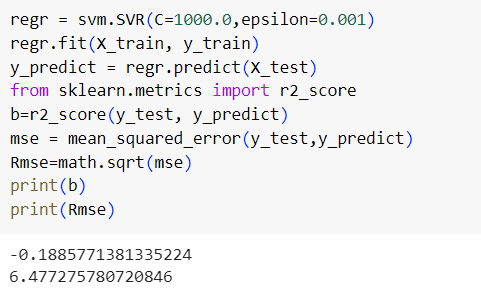 regr = svm.SVR(C=1000.0,epsilon=0.001)
regr.fit(X_train, y_train)
y_predict = regr.predict(X_test)
from sklearn.metrics import r2_score
b=r2_score(y_test, y_predict)
mse = mean_squared_error(y_test,y_predict)
Rmse=math.sqrt(mse)
print(b)
print(Rmse)
-0.1885771381335224
6.477275780720846